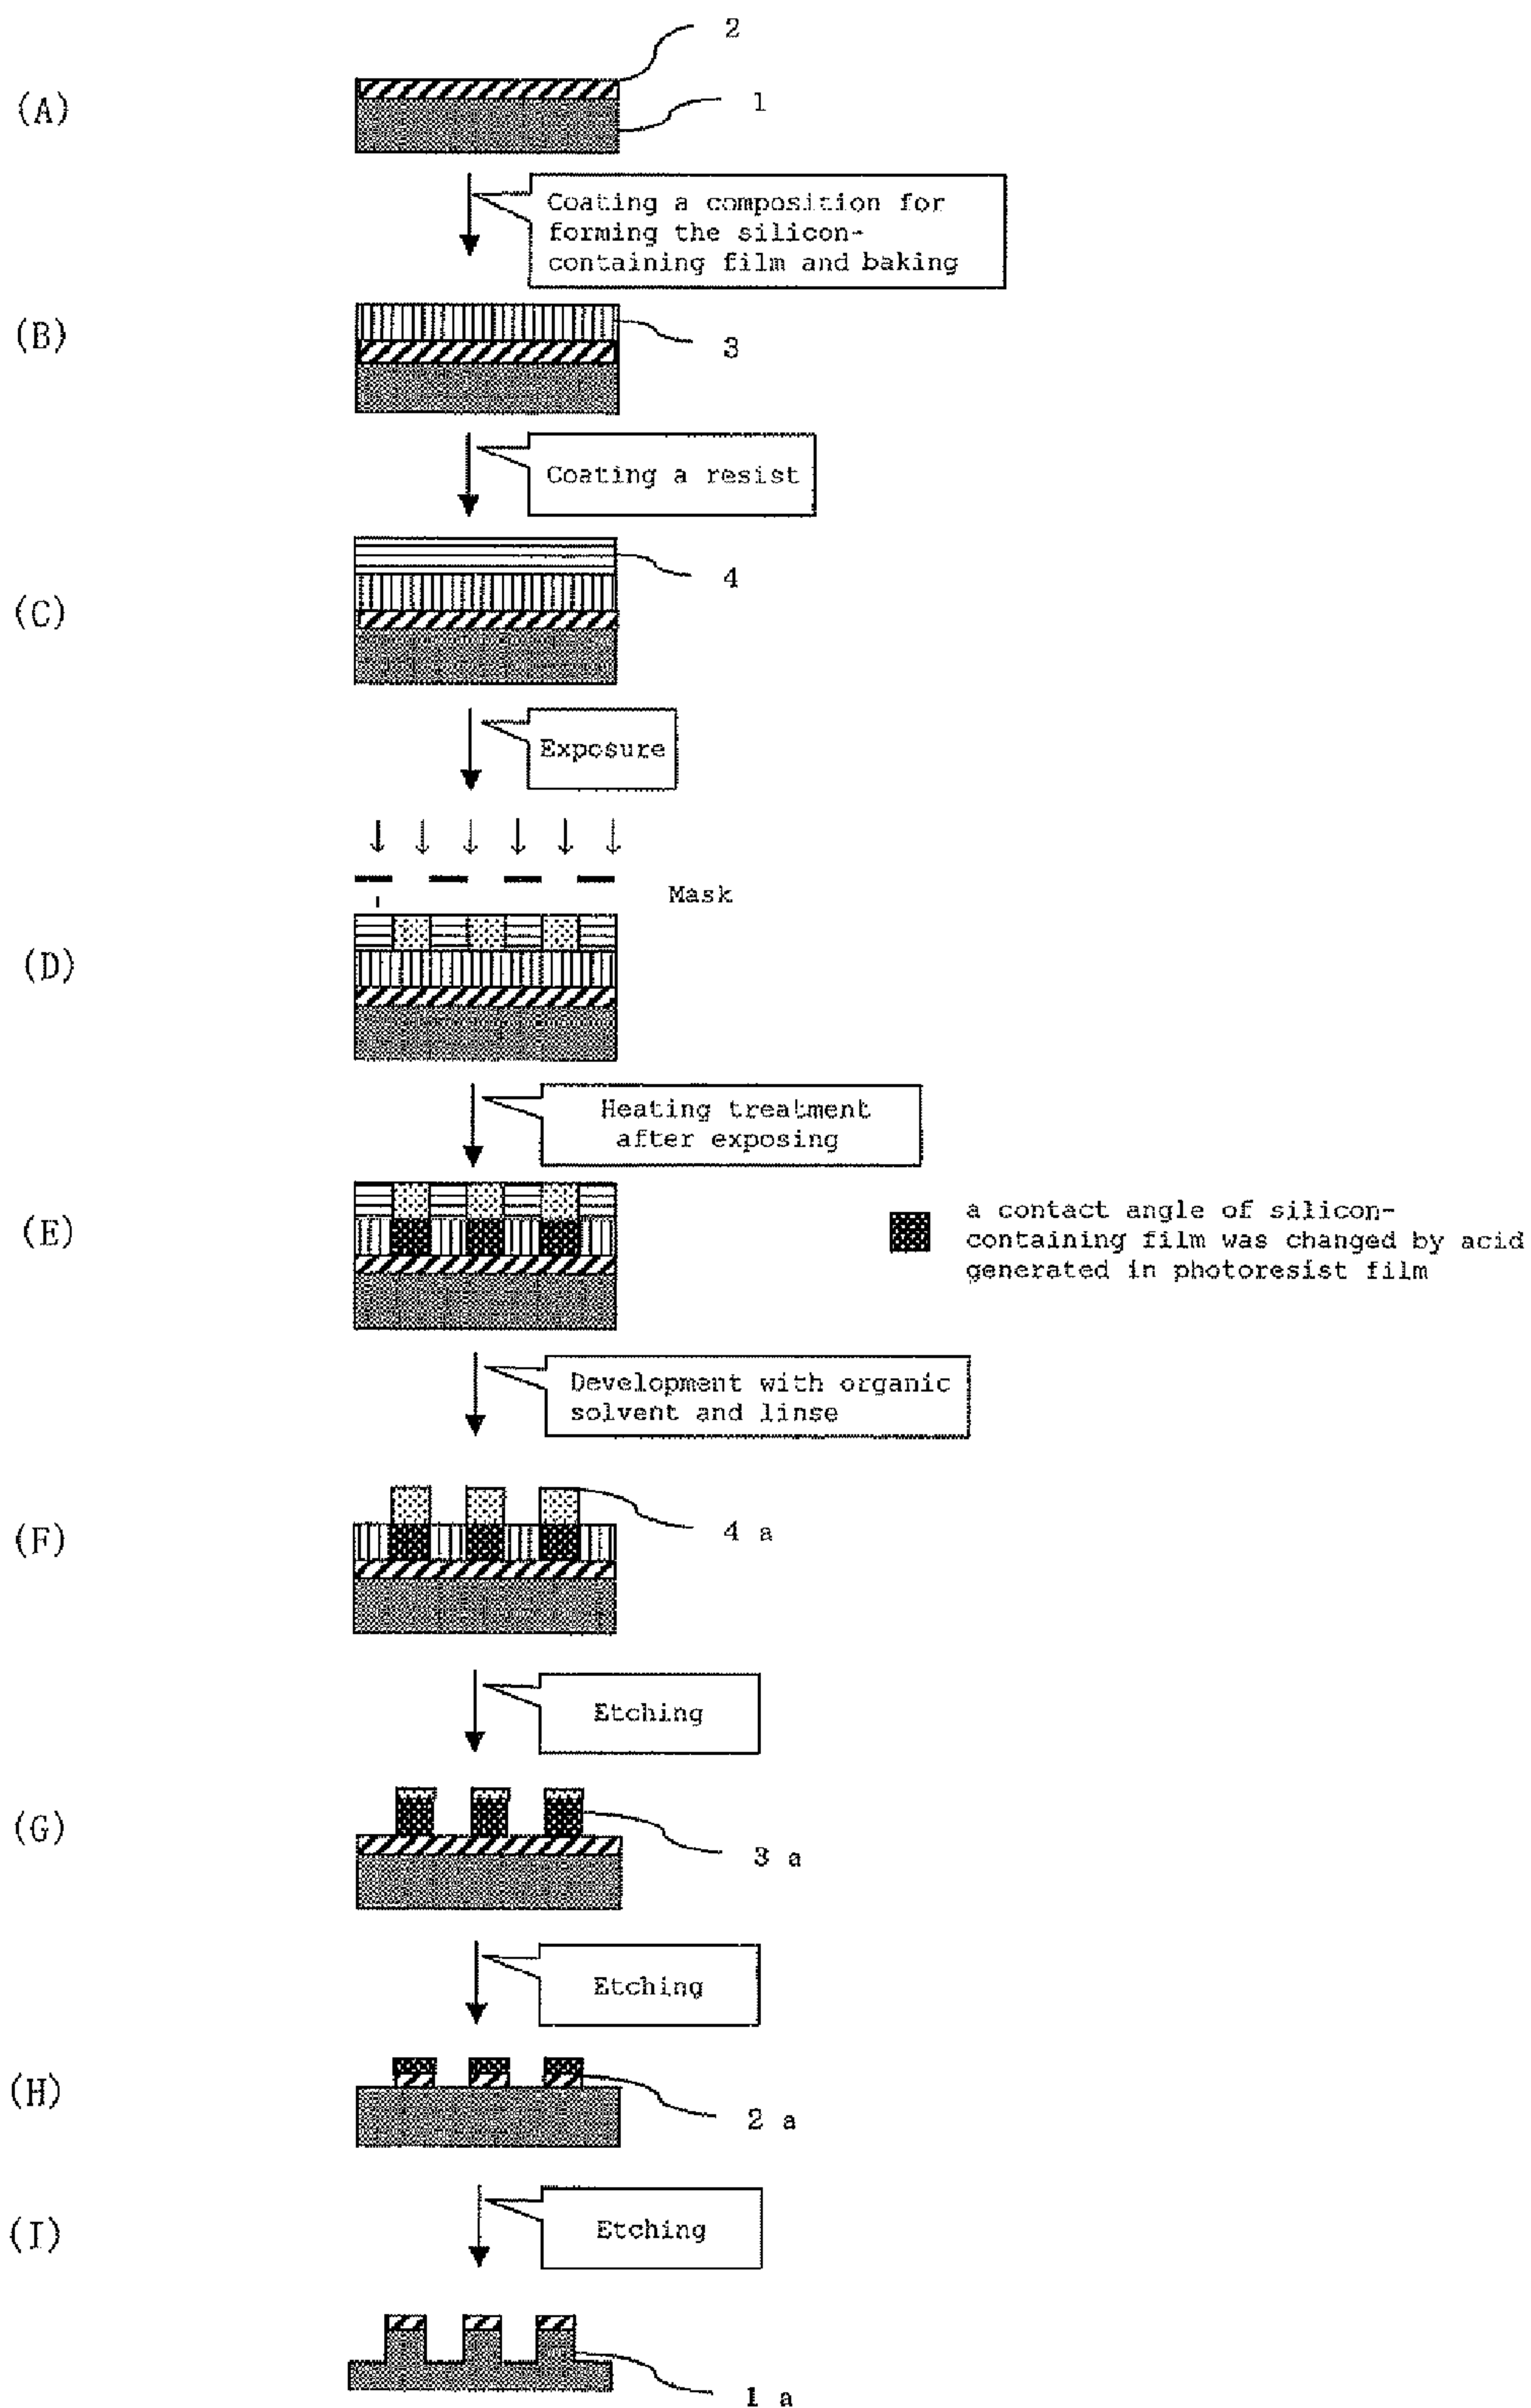 2
(A)
1
Coating a composition for
forming the silicon-
containing film and baking
(B)
3
Coating a resist
4
(C)
Exposure
Mask
(D)
Heating treatment
after exposing
(E)
a contact angle of silicon-
containing film was changed by acid
generated in photoresist film
Development with organic
solvent and linse
(F)
4 a
Etching
(G)
3 a
Etching
(H)
2 a
(I)
Etching
1 a